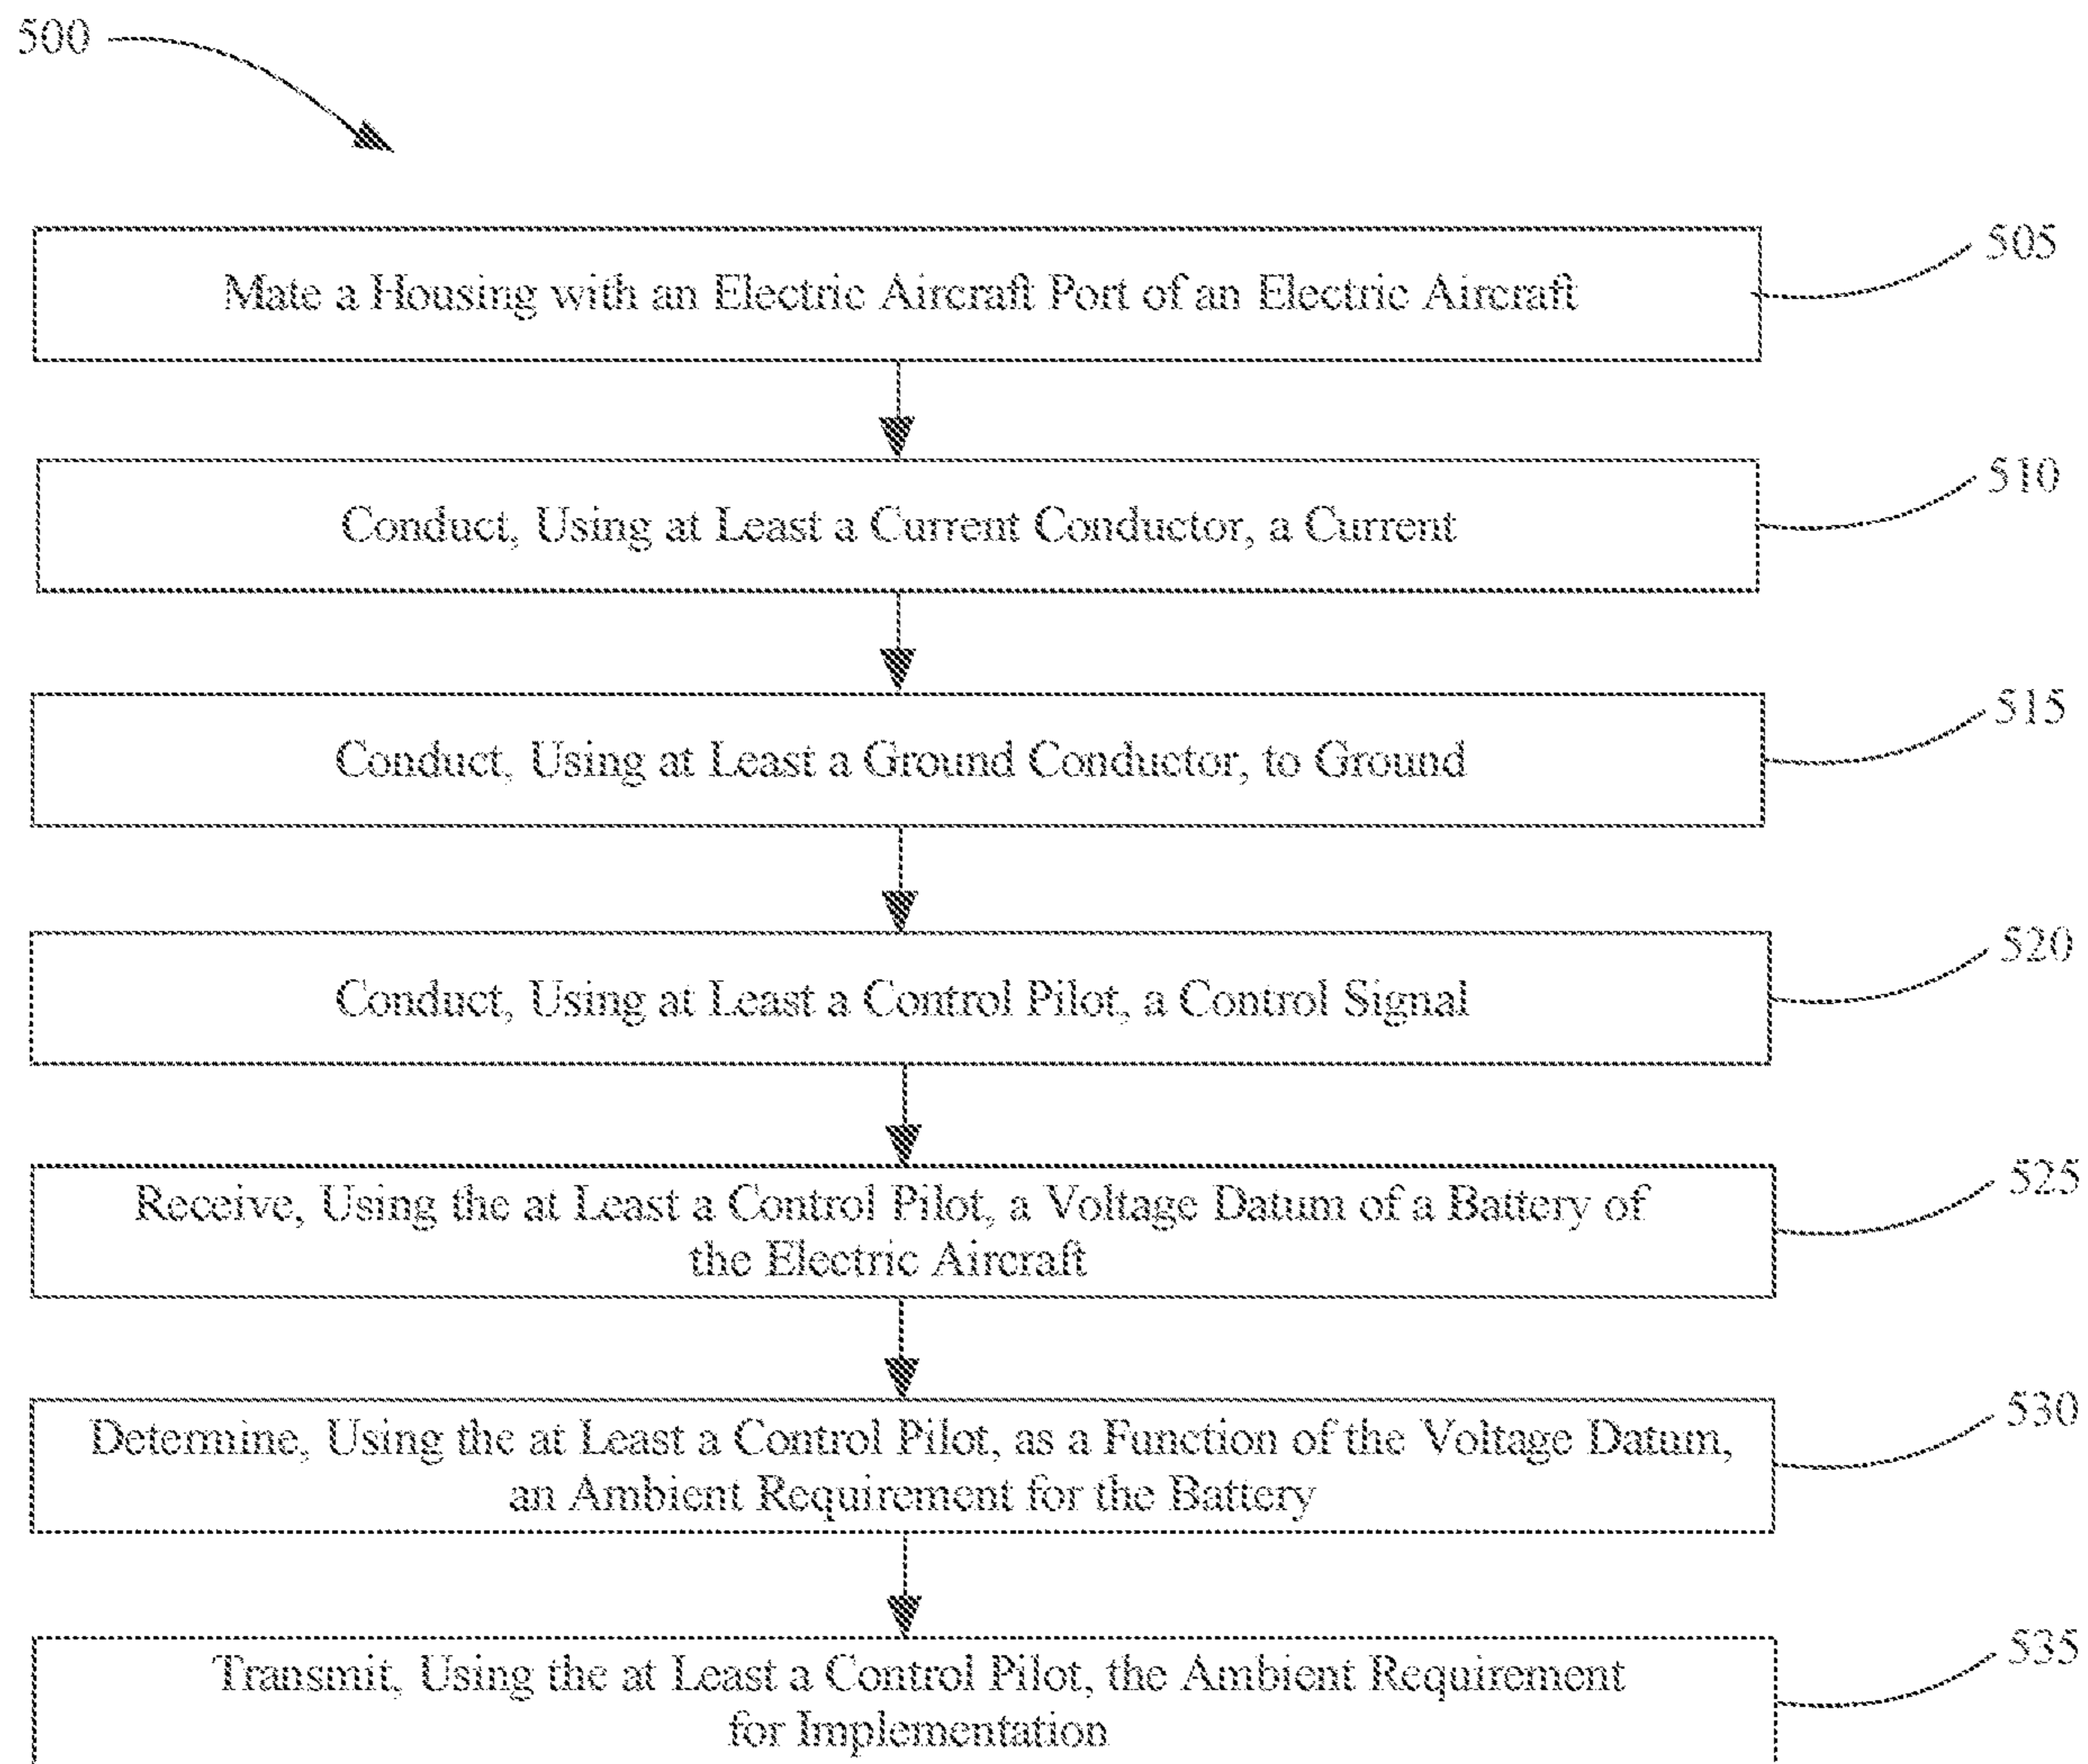 500
Mate a Housing with an Electric Aircraft Port of an Electric Aircraft
505
Conduct, Using at Least a Current Conductor, a Current
510
Conduct, Using at Least a Ground Conductor, to Ground
515
Conduct, Using at Least a Control Pilot, a Control Signal
520
Receive, Using the at Least a Control Pilot, a Voltage Datum of a Battery of
the Electric Aircraft
525
Determine, Using the at Least a Control Pilot, as a Function of the Voltage Datum,
an Ambient Requirement for the Battery
530
Transmit, Using the at Least a Control Pilot, the Ambient Requirement
for Implementation
535